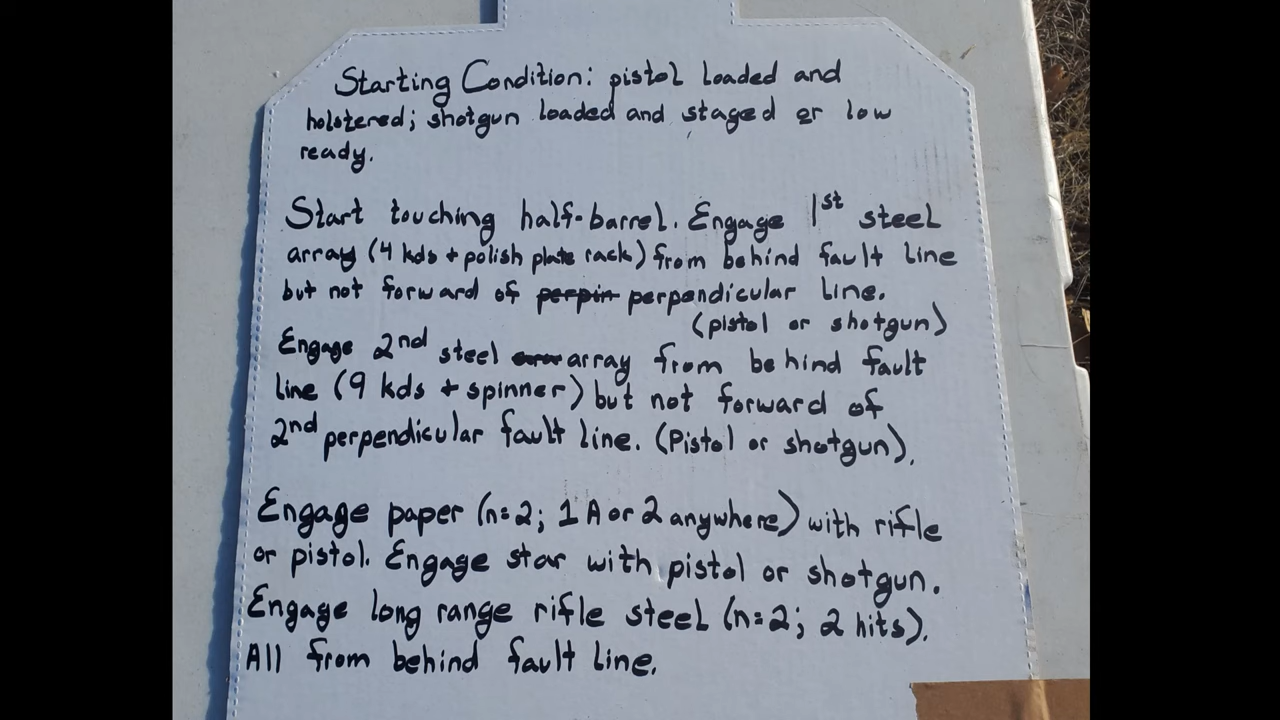 Starting Condition: pistol loaded and
holstered; shotgun loaded and staged or low
ready.
Start touching half-barrel. Engage 1st steel
array (4 kds + polish plate rack) from behind fault line
but not forward of perpin perpendicular line.
(pistol or shotgun)
Engage 2nd steel array from behind fault
line (9 kds + spinner) but not forward of
2nd perpendicular fault line. (Pistol or shotgun).
Engage paper (n=2; 1 A or 2 anywhere) with rifle
or pistol. Engage star with pistol or shotgun.
Engage long range rifle steel (n=2; 2 hits).
All from behind fault line.